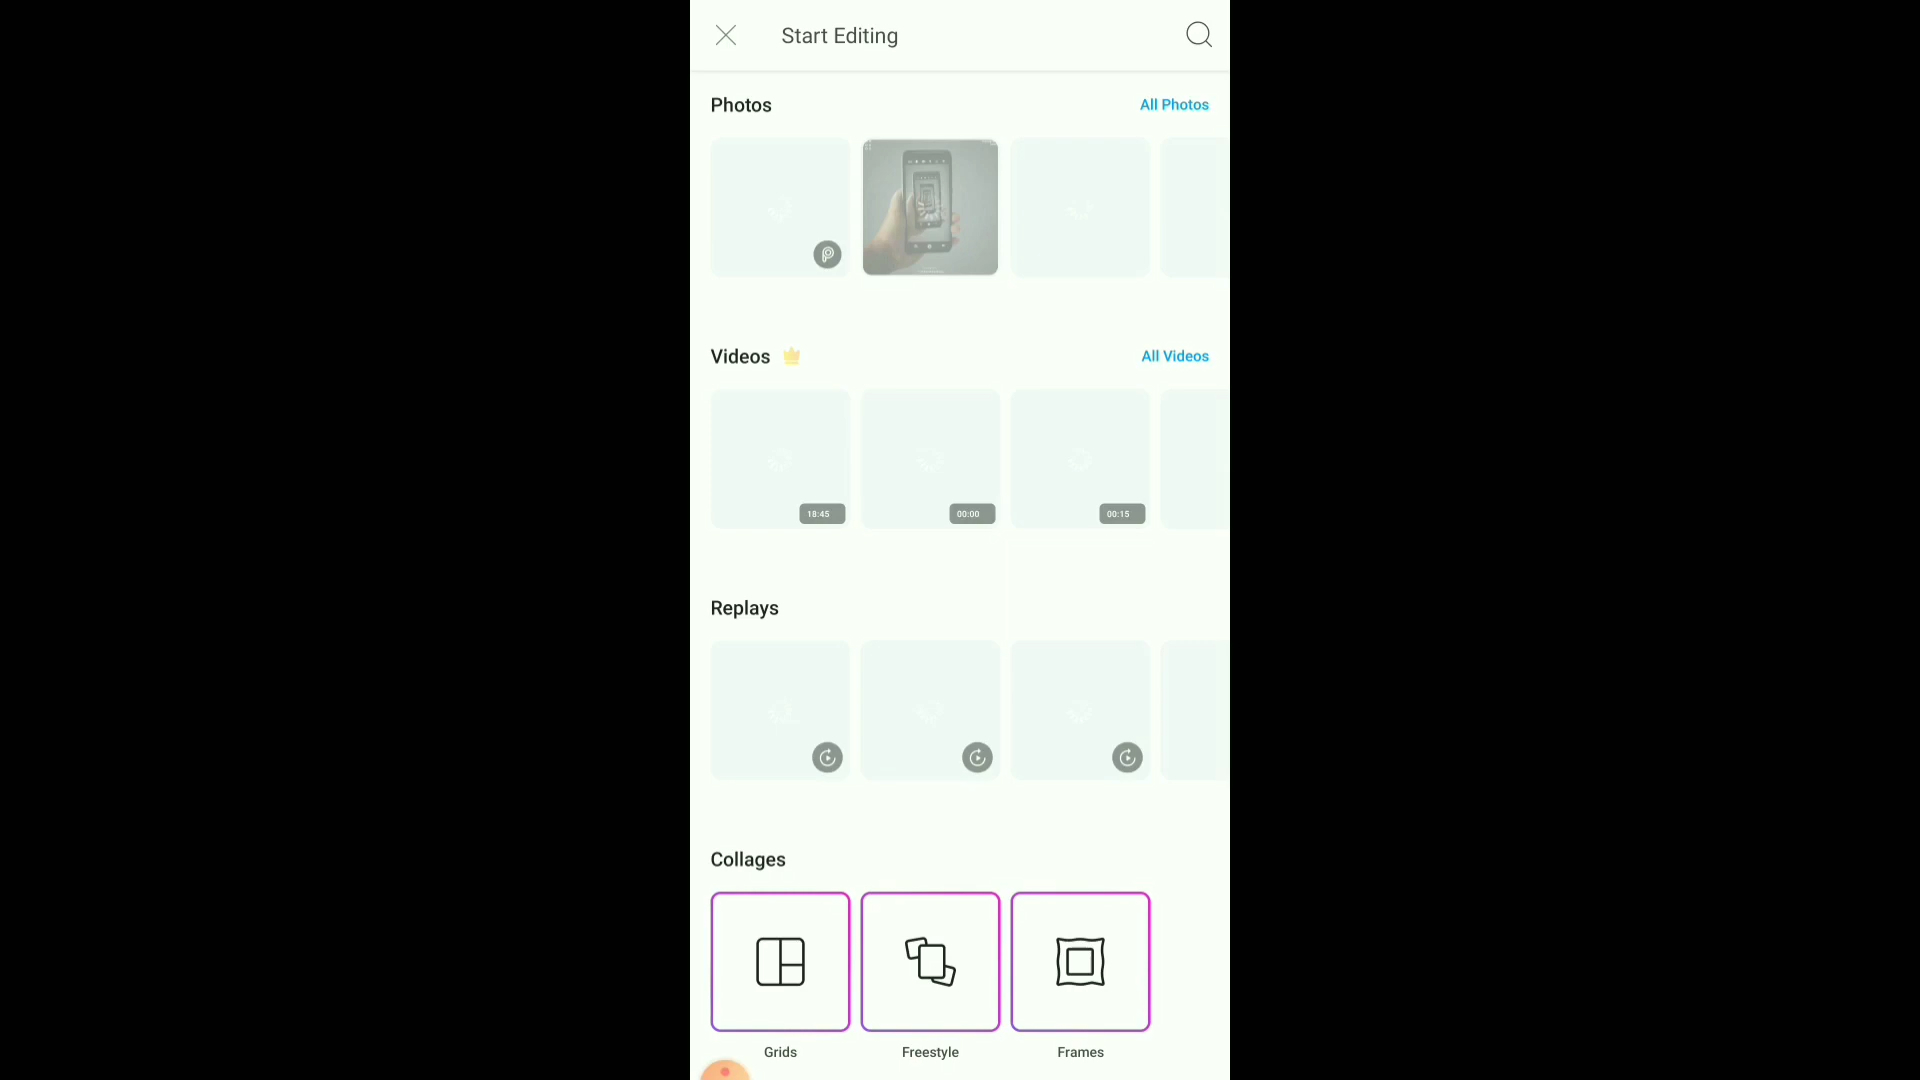 Start Editing
Photos
All Photos
Videos
All Videos
18:45
00:00
00:15
Replays
Collages
Grids
Freestyle
Frames